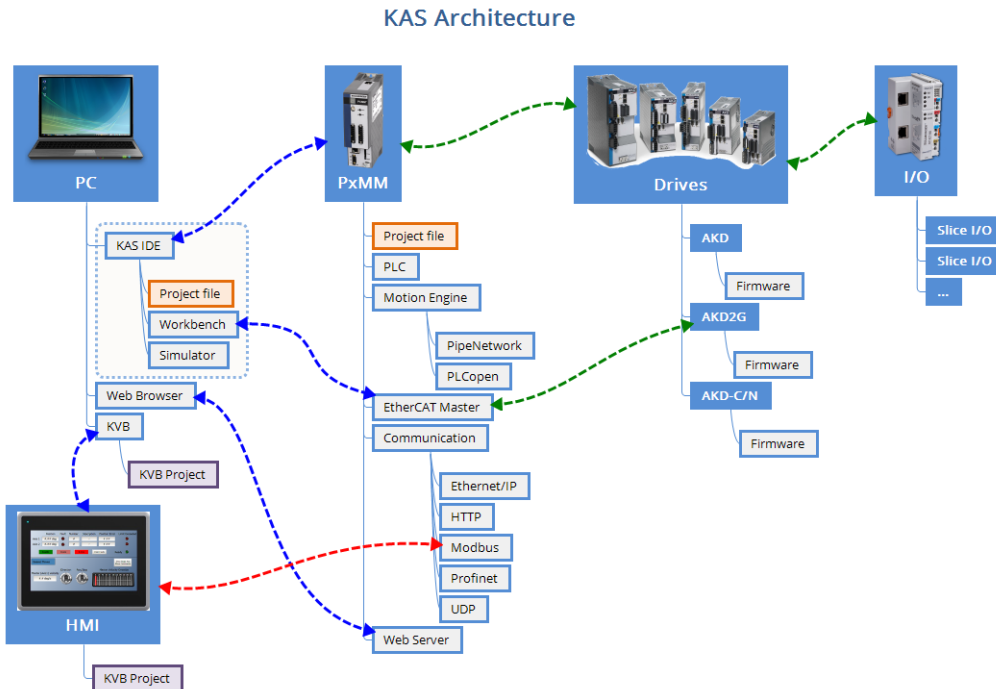 KAS Architecture
PC
KAS IDE
Project file
Workbench
Simulator
Web Browser
KVB
KVB Project
HMI
KVB Project
PxMM
Project file
PLC
Motion Engine
PipeNetwork
PLCopen
EtherCAT Master
Communication
Ethernet/IP
HTTP
Modbus
Profinet
UDP
Web Server
Drives
AKD
Firmware
AKD2G
Firmware
AKD-C/N
Firmware
I/O
Slice I/O
Slice I/O
...